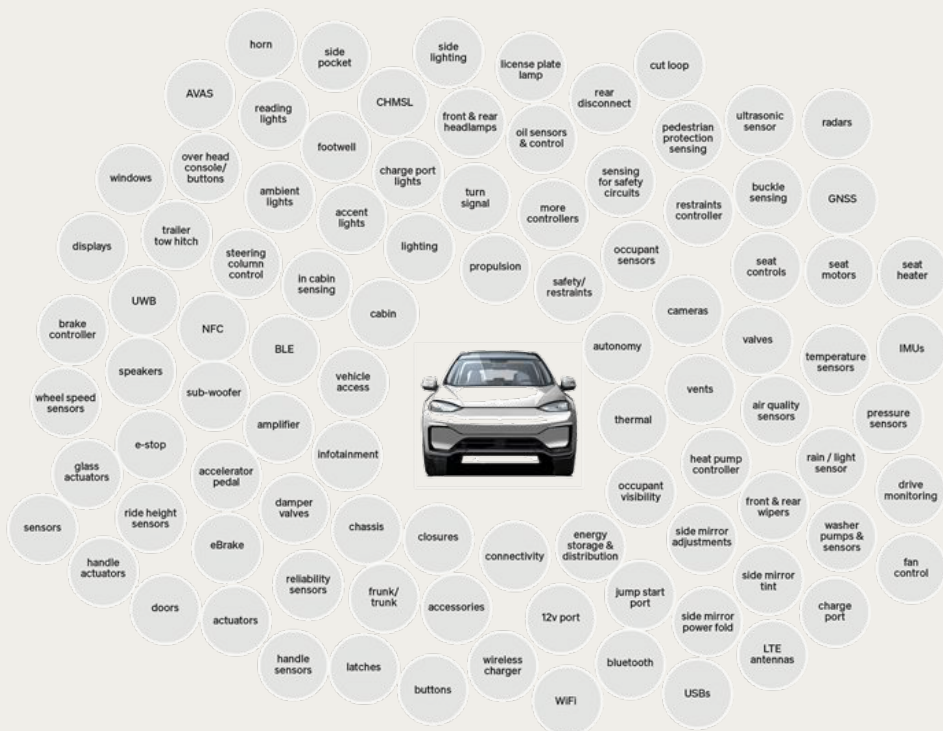 horn
side
pocket
side
lighting
license plate
lamp
cut loop
AVAS
reading
lights
CHMSL
front & rear
headlamps
rear
disconnect
oil sensors
& control
pedestrian
protection
sensing
ultrasonic
sensor
radars
windows
over head
console/
buttons
footwell
ambient
lights
charge port
lights
turn
signal
sensing
for safety
circuits
buckle
sensing
GNSS
displays
trailer
tow hitch
accent
lights
more
controllers
restraints
controller
steering
column
control
lighting
propulsion
occupant
sensors
seat
controls
seat
motors
seat
heater
in cabin
sensing
safety/
restraints
UWB
cabin
cameras
brake
controller
NFC
BLE
autonomy
valves
temperature
sensors
IMUs
speakers
vehicle
access
vents
wheel speed
sensors
sub-woofer
air quality
sensors
pressure
sensors
amplifier
thermal
e-stop
infotainment
glass
actuators
accelerator
pedal
heat pump
controller
rain / light
sensor
occupant
visibility
drive
monitoring
sensors
ride height
sensors
damper
valves
front & rear
wipers
chassis
closures
side mirror
adjustments
washer
pumps &
sensors
eBrake
connectivity
energy
storage &
distribution
handle
actuators
reliability
sensors
side mirror
tint
fan
control
doors
frunk/
trunk
accessories
jump start
port
charge
port
actuators
12v port
side mirror
power fold
handle
sensors
latches
wireless
charger
bluetooth
LTE
antennas
buttons
WiFi
USBs